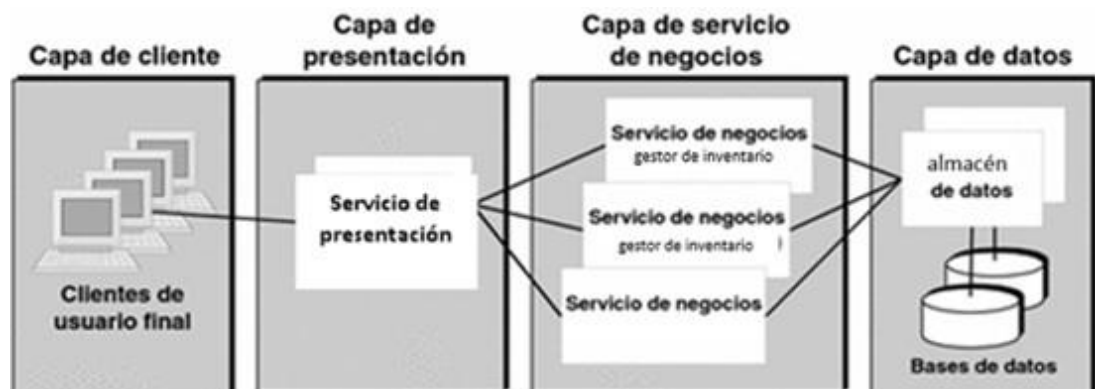 Capa de cliente
Capa de
presentación
Capa de servicio
de negocios
Capa de datos
Clientes de
usuario final
Servicio de
presentación
Servicio de negocios
gestor de inventario
Servicio de negocios
gestor de inventario
Servicio de negocios
almacén
de datos
Bases de datos